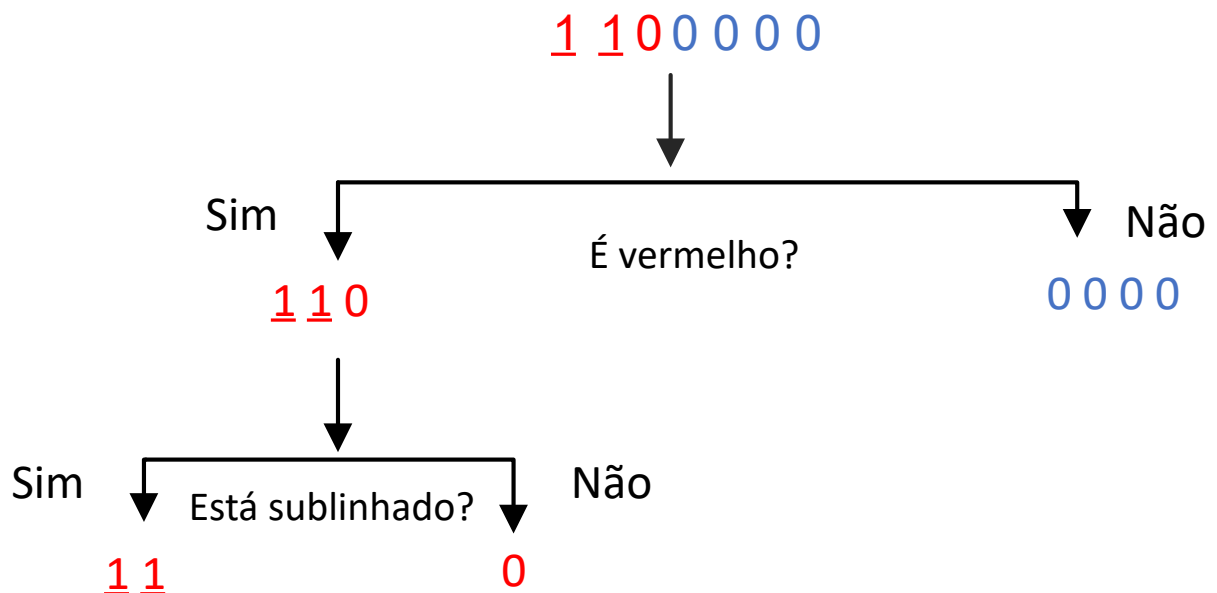 1 1 0 0 0 0 0
Sim
Não
É vermelho?
1 1 0
0 0 0 0
Sim
Não
Está sublinhado?
1 1
0